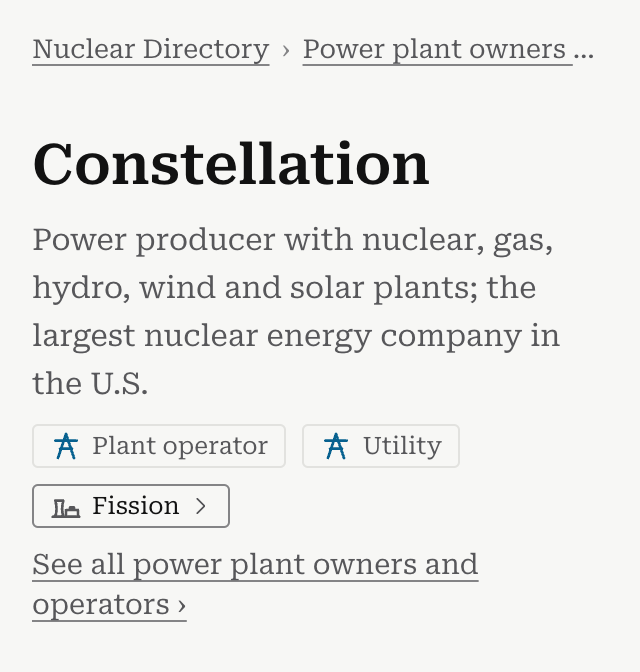 Nuclear Directory › Power plant owners ...
Constellation
Power producer with nuclear, gas,
hydro, wind and solar plants; the
largest nuclear energy company in
the U.S.
Plant operator Utility
Fission >
See all power plant owners and
operators ›